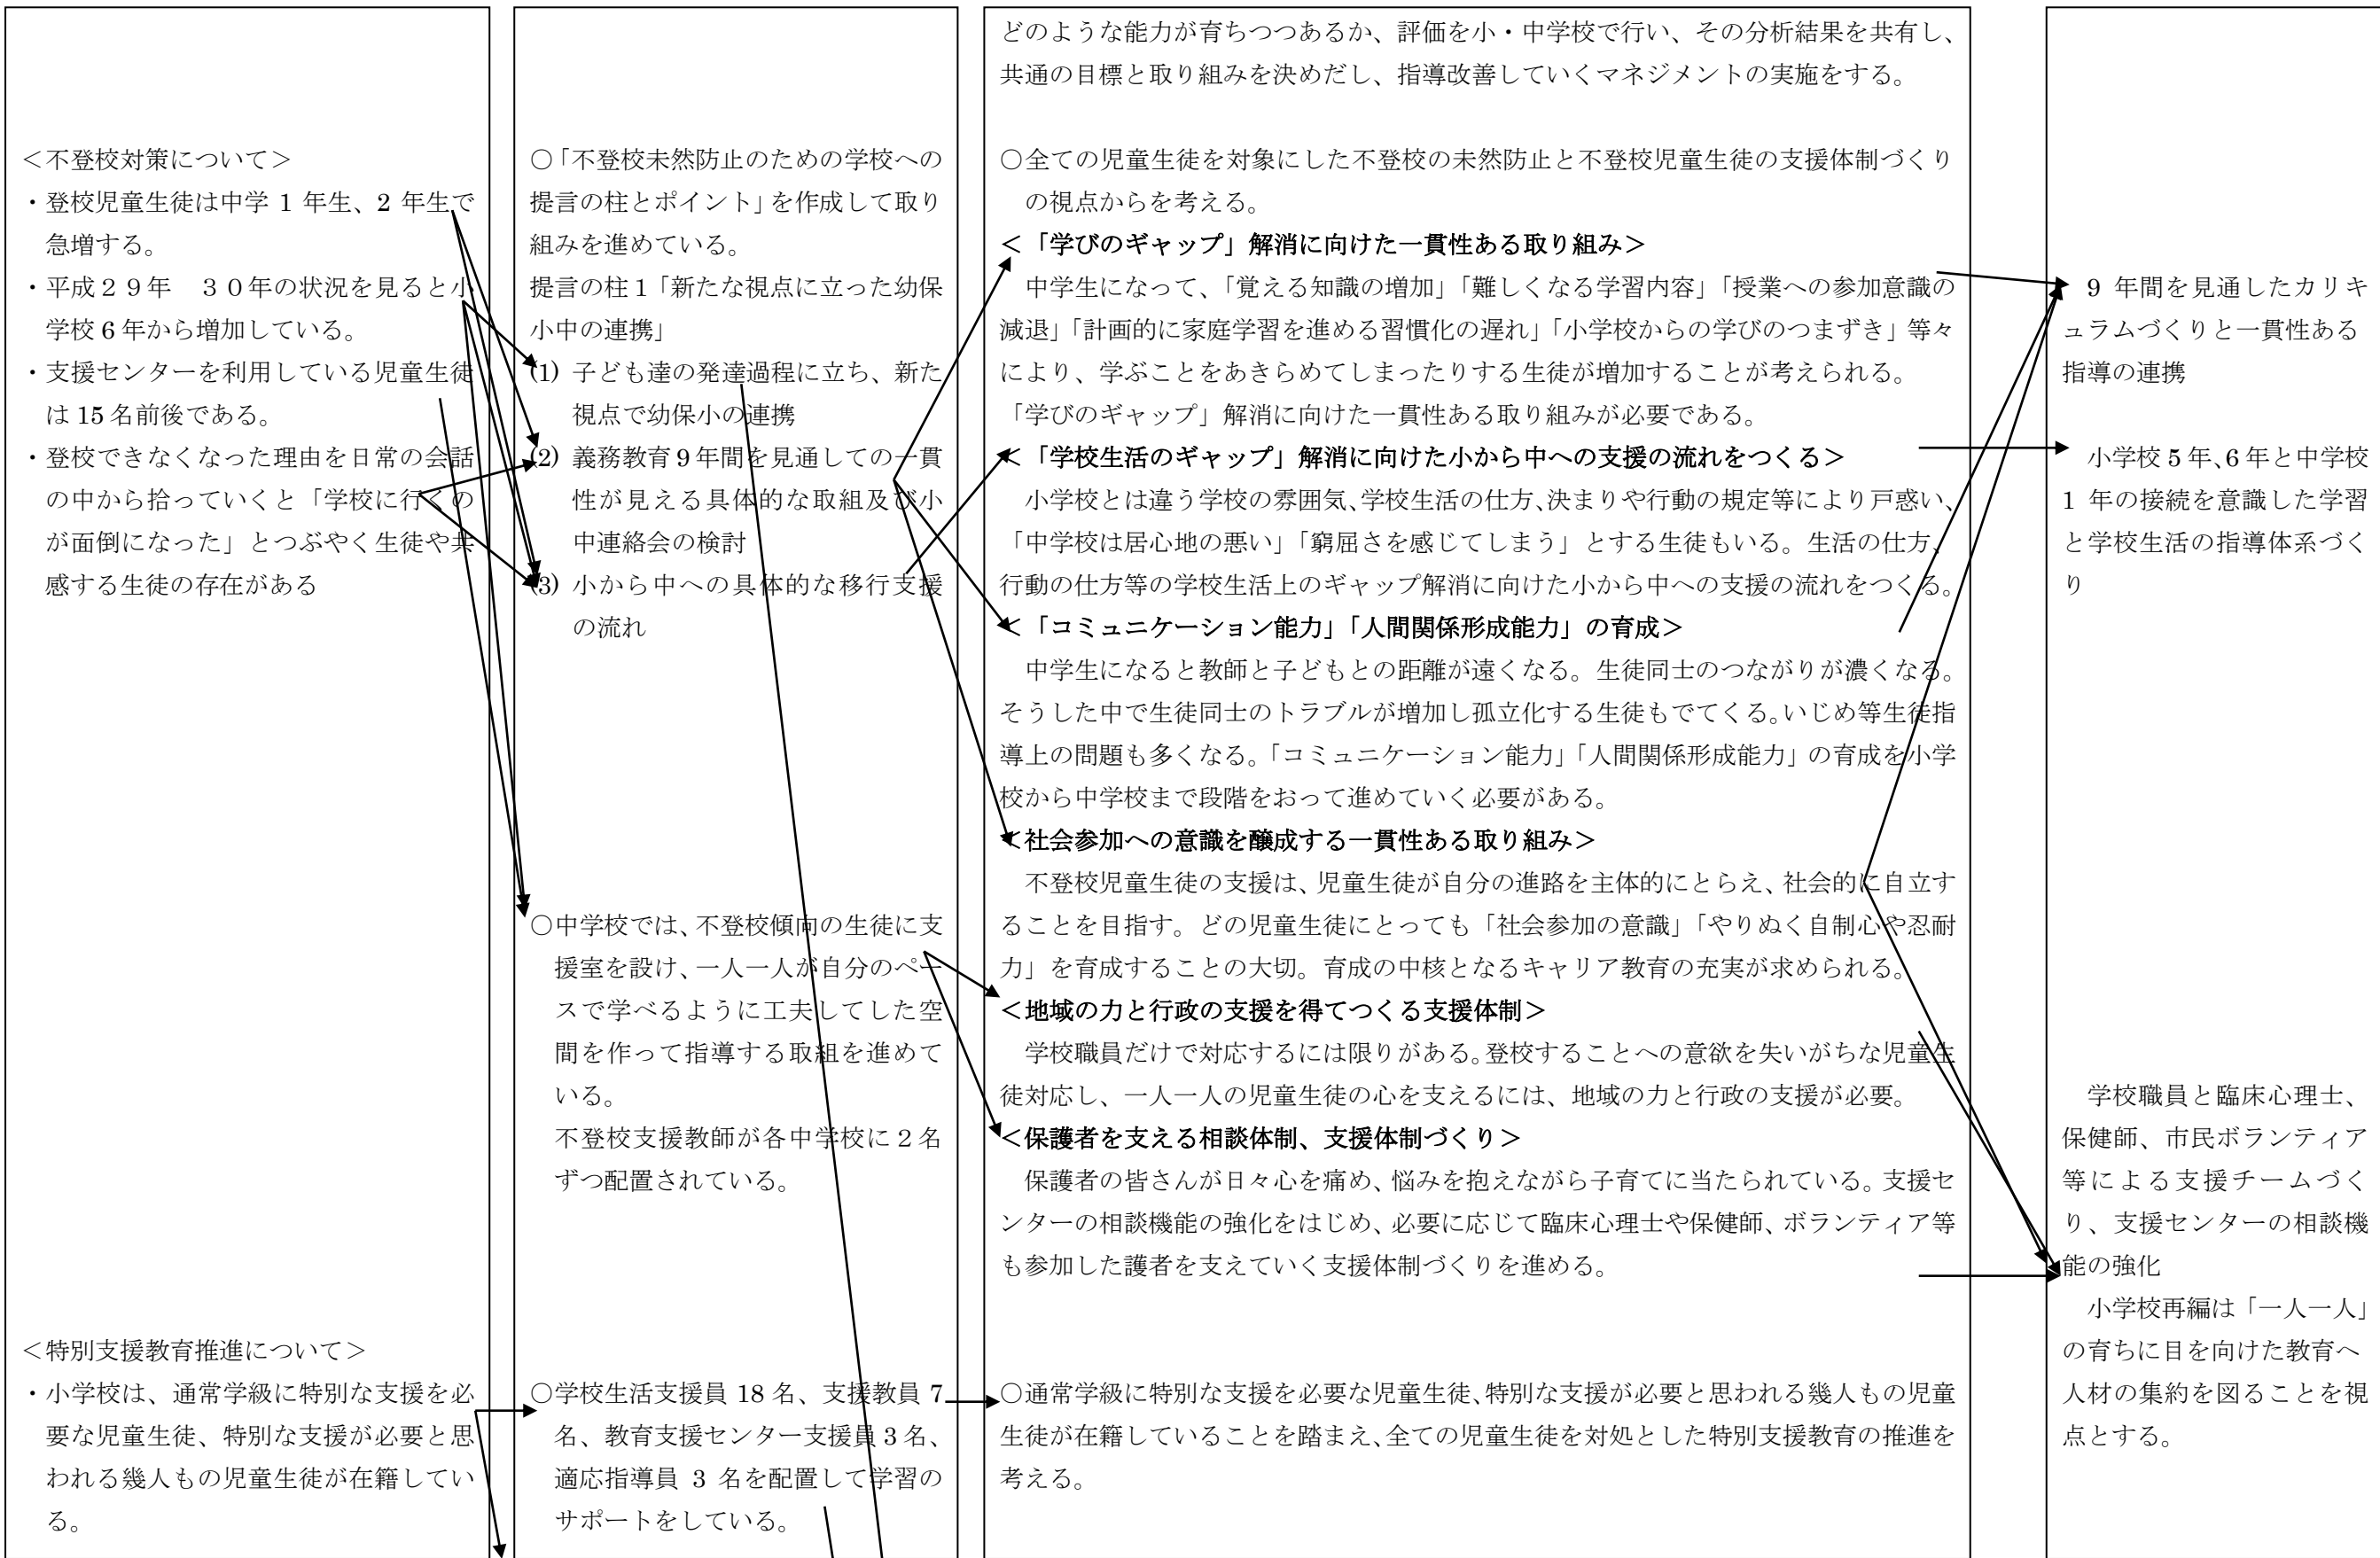 ＜不登校対策について＞
・登校児童生徒は中学 1 年生、2 年生で
急増する。
・平成２９年　３０年の状況を見ると小
学校 6 年から増加している。
・支援センターを利用している児童生徒
は 15 名前後である。
・登校できなくなった理由を日常の会話
の中から拾っていくと「学校に行くの
が面倒になった」とつぶやく生徒や共
感する生徒の存在がある
＜特別支援教育推進について＞
・小学校は、通常学級に特別な支援を必
要な児童生徒、特別な支援が必要と思
われる幾人もの児童生徒が在籍してい
る。
○「不登校未然防止のための学校への
提言の柱とポイント」を作成して取り
組みを進めている。
提言の柱１「新たな視点に立った幼保
小中の連携」
(1) 子ども達の発達過程に立ち、新た
視点で幼保小の連携
(2) 義務教育 9 年間を見通しての一貫
性が見える具体的な取組及び小
中連絡会の検討
(3) 小から中への具体的な移行支援
の流れ
○中学校では、不登校傾向の生徒に支
援室を設け、一人一人が自分のペー
スで学べるように工夫してした空
間を作って指導する取組を進めて
いる。
不登校支援教師が各中学校に２名
ずつ配置されている。
○学校生活支援員 18 名、支援教員 7
名、教育支援センター支援員 3 名、
適応指導員 3 名を配置して学習の
サポートをしている。
どのような能力が育ちつつあるか、評価を小・中学校で行い、その分析結果を共有し、
共通の目標と取り組みを決めだし、指導改善していくマネジメントの実施をする。
○全ての児童生徒を対象にした不登校の未然防止と不登校児童生徒の支援体制づくり
の視点からを考える。
＜「学びのギャップ」解消に向けた一貫性ある取り組み＞
中学生になって、「覚える知識の増加」「難しくなる学習内容」「授業への参加意識の
減退」「計画的に家庭学習を進める習慣化の遅れ」「小学校からの学びのつまずき」等々
により、学ぶことをあきらめてしまったりする生徒が増加することが考えられる。
「学びのギャップ」解消に向けた一貫性ある取り組みが必要である。
＜「学校生活のギャップ」解消に向けた小から中への支援の流れをつくる＞
小学校とは違う学校の雰囲気、学校生活の仕方、決まりや行動の規定等により戸惑い、
「中学校は居心地の悪い」「窮屈さを感じてしまう」とする生徒もいる。生活の仕方、
行動の仕方等の学校生活上のギャップ解消に向けた小から中への支援の流れをつくる。
＜「コミュニケーション能力」「人間関係形成能力」の育成＞
中学生になると教師と子どもとの距離が遠くなる。生徒同士のつながりが濃くなる。
そうした中で生徒同士のトラブルが増加し孤立化する生徒もでてくる。いじめ等生徒指
導上の問題も多くなる。「コミュニケーション能力」「人間関係形成能力」の育成を小学
校から中学校まで段階をおって進めていく必要がある。
＜社会参加への意識を醸成する一貫性ある取り組み＞
不登校児童生徒の支援は、児童生徒が自分の進路を主体的にとらえ、社会的に自立す
ることを目指す。どの児童生徒にとっても「社会参加の意識」「やりぬく自制心や忍耐
力」を育成することの大切。育成の中核となるキャリア教育の充実が求められる。
＜地域の力と行政の支援を得てつくる支援体制＞
学校職員だけで対応するには限りがある。登校することへの意欲を失いがちな児童生
徒対応し、一人一人の児童生徒の心を支えるには、地域の力と行政の支援が必要。
＜保護者を支える相談体制、支援体制づくり＞
保護者の皆さんが日々心を痛め、悩みを抱えながら子育てに当たられている。支援セ
ンターの相談機能の強化をはじめ、必要に応じて臨床心理士や保健師、ボランティア等
も参加した護者を支えていく支援体制づくりを進める。
○通常学級に特別な支援を必要な児童生徒、特別な支援が必要と思われる幾人もの児童
生徒が在籍していることを踏まえ、全ての児童生徒を対処とした特別支援教育の推進を
考える。
9 年間を見通したカリキ
ュラムづくりと一貫性ある
指導の連携
小学校 5 年、6 年と中学校
1 年の接続を意識した学習
と学校生活の指導体系づく
り
学校職員と臨床心理士、
保健師、市民ボランティア
等による支援チームづく
り、支援センターの相談機
能の強化
小学校再編は「一人一人」
の育ちに目を向けた教育へ
人材の集約を図ることを視
点とする。